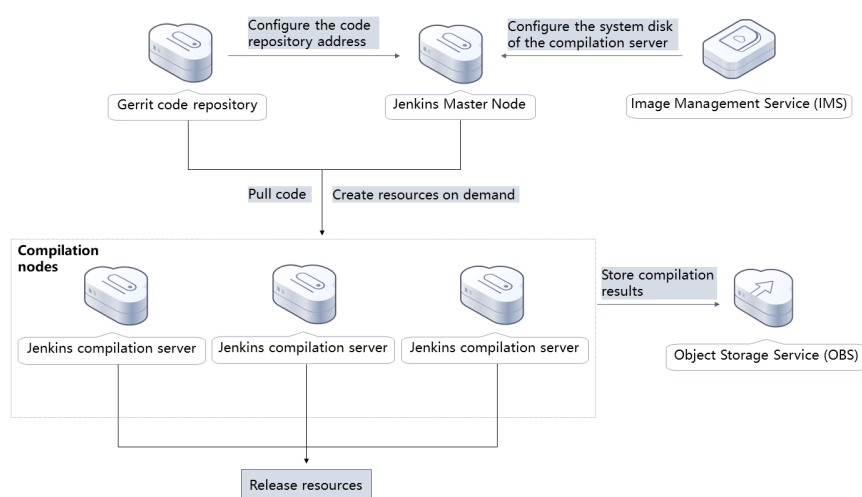 Configure the code
repository address
Configure the system disk
of the compilation server
Gerrit code repository
Jenkins Master Node
Image Management Service (IMS)
Pull code
Create resources on demand
Compilation
nodes
Store compilation
results
Jenkins compilation server
Jenkins compilation server
Jenkins compilation server
Object Storage Service (OBS)
Release resources